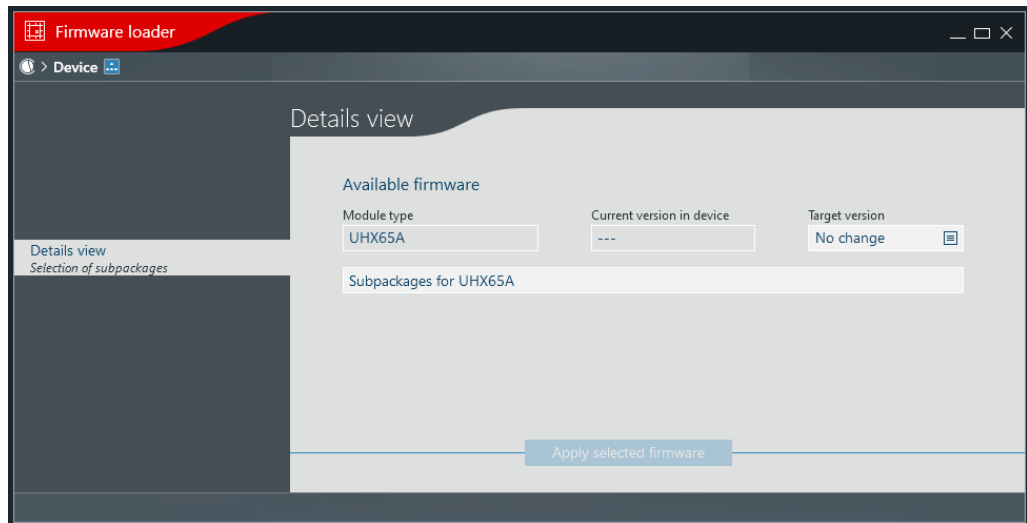 Firmware loader
> Device
Details view
Available firmware
Module type
Current version in device
Target version
UHX65A
---
No change
Details view
Selection of subpackages
Subpackages for UHX65A
Apply selected firmware